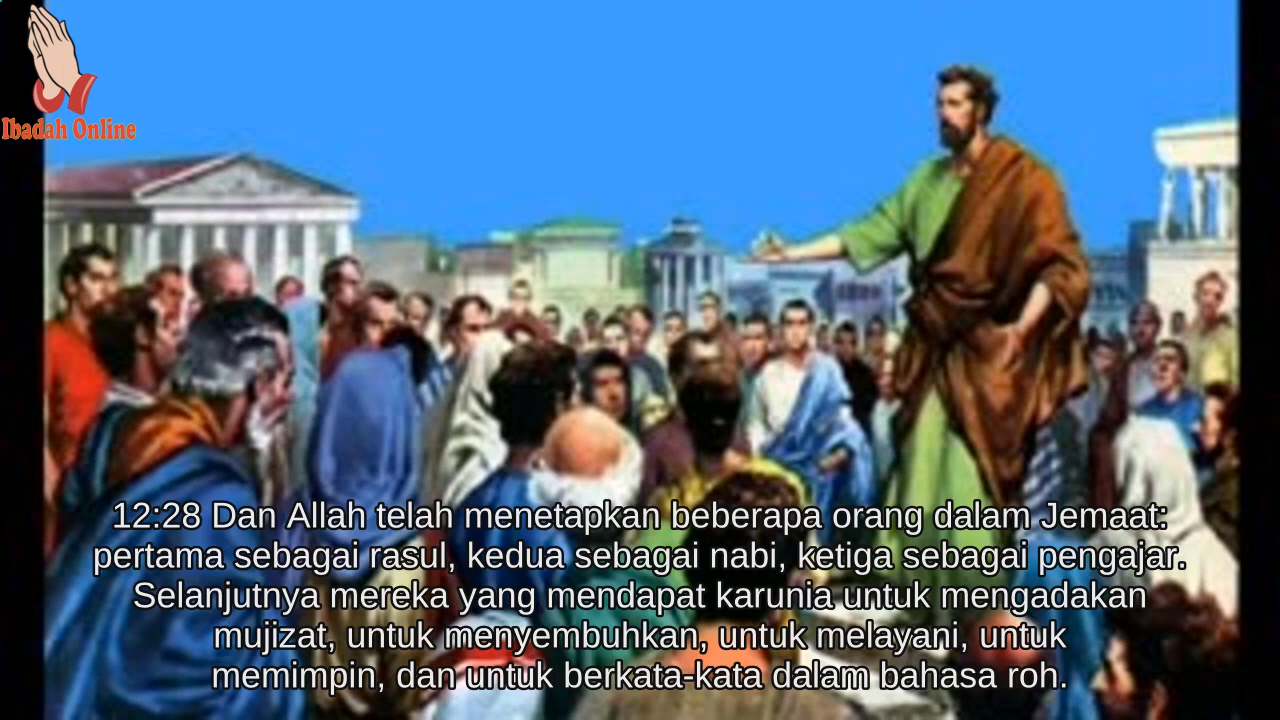 Ibadah Online
12:28 Dan Allah telah menetapkan beberapa orang dalam Jemaat:
pertama sebagai rasul, kedua sebagai nabi, ketiga sebagai pengajar.
Selanjutnya mereka yang mendapat karunia untuk mengadakan
mujizat, untuk menyembuhkan, untuk melayani, untuk
memimpin, dan untuk berkata-kata dalam bahasa roh.